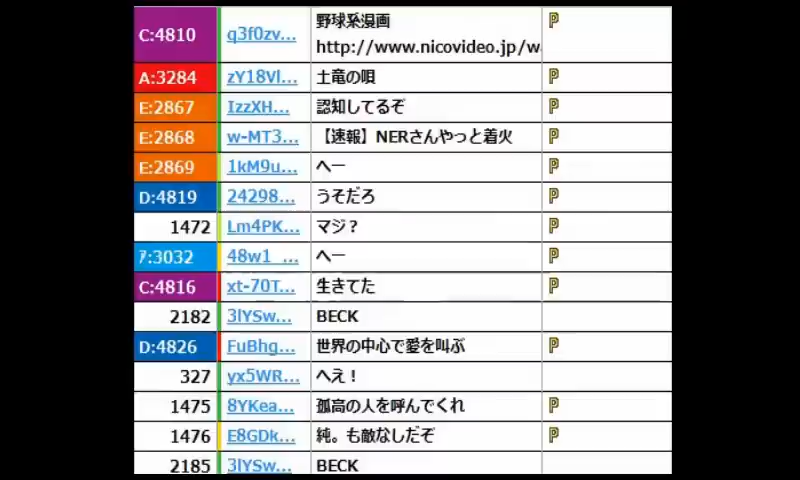 C:4810 q3f0zv... 野球系漫画 P
http://www.nicovideo.jp/w
A:3284 zY18Vl... 土竜の唄 P
E:2867 IzzXH... 認知してるぞ P
E:2868 w-MT3... 【速報】NERさんやっと着火 P
E:2869 1kM9u... へー P
D:4819 24298... うそだろ P
1472 Lm4PK... マジ？ P
7:3032 48w1_... へー P
C:4816 xt-70T... 生きてた P
2182 3lYSw... BECK
D:4826 FuBhg... 世界の中心で愛を叫ぶ P
327 yx5WR... へえ！
1475 8YKea... 孤高の人を呼んでくれ P
1476 E8GDk... 純。も敵なしだぞ P
2185 3lYSw... BECK